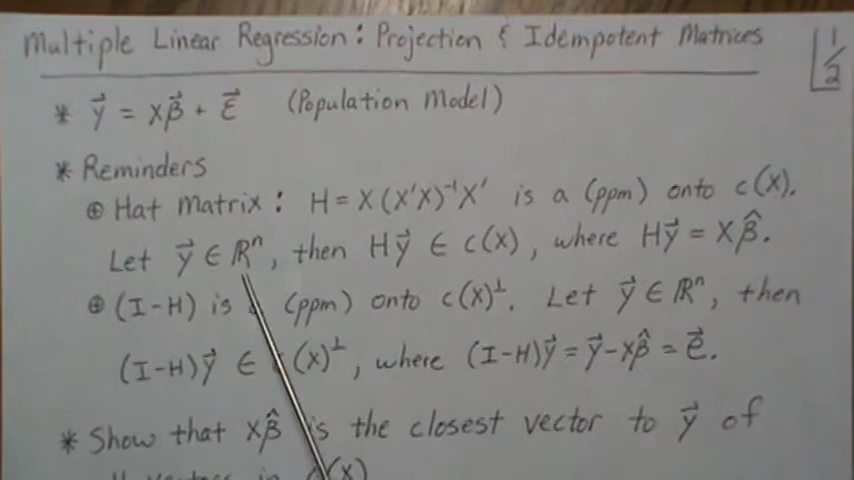 Multiple Linear Regression: Projection & Idempotent Matrices
1/2
* y⃗ = Xβ⃗ + ε⃗ (Population Model)
* Reminders
⊕ Hat Matrix: H = X(X'X)⁻¹X' is a (ppm) onto C(X).
Let y⃗ ∈ ℝⁿ, then Hy⃗ ∈ C(X), where Hy⃗ = Xβ̂.
⊕ (I-H) is (ppm) onto C(X)⊥. Let y⃗ ∈ ℝⁿ, then
(I-H)y⃗ ∈ (X)⊥, where (I-H)y⃗ = y⃗-Xβ̂ = e⃗.
* Show that Xβ̂ is the closest vector to y⃗ of
vectors in (X)